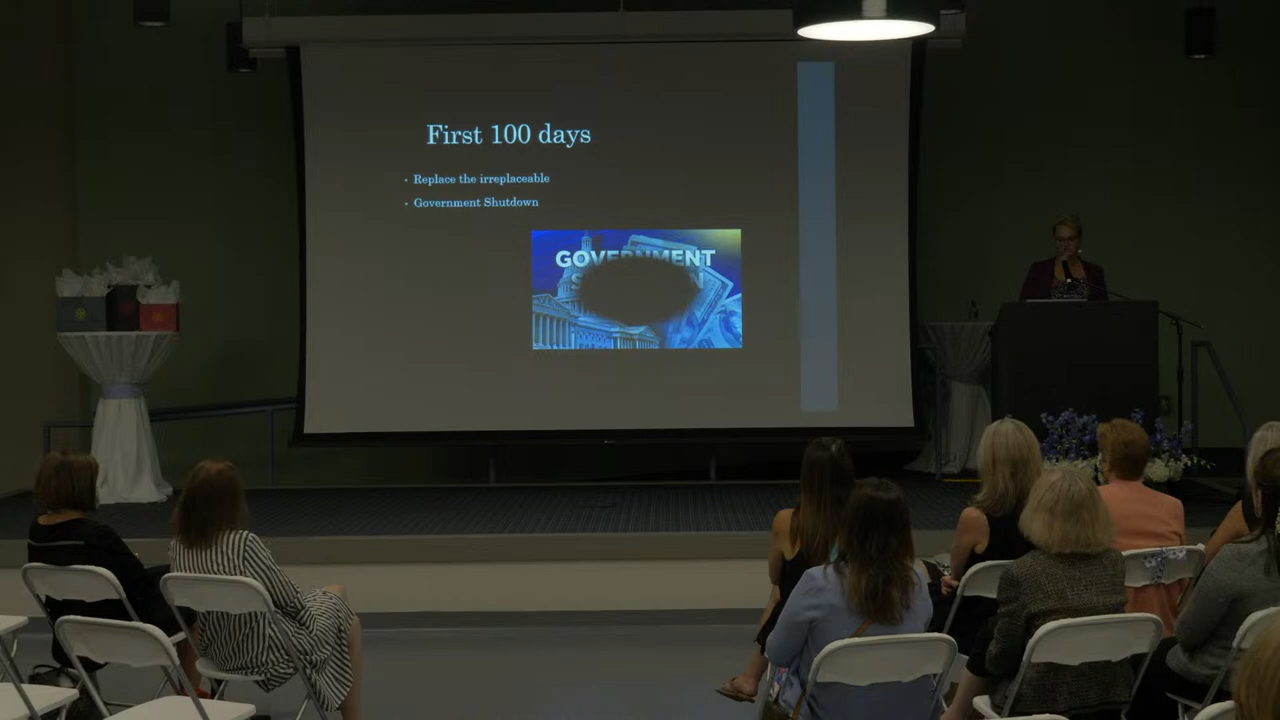 First 100 days
• Replace the irreplaceable
• Government Shutdown
GOVERNMENT